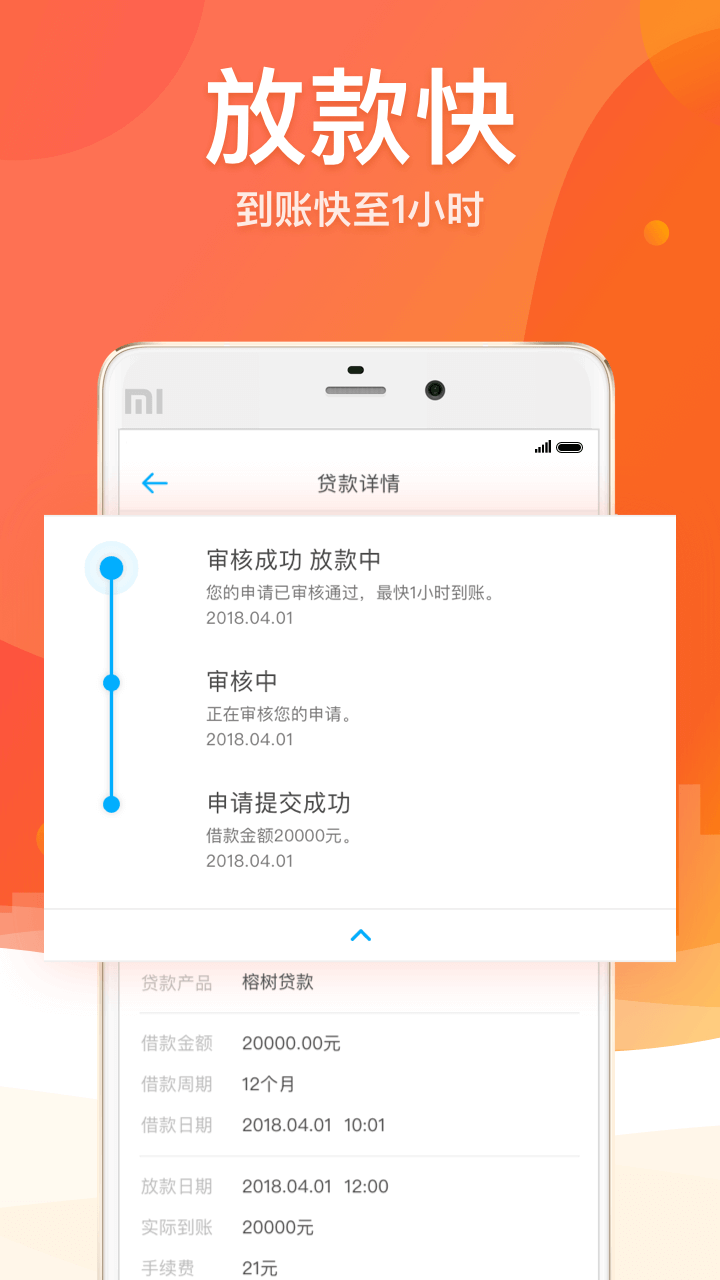 放款快
到账快至1小时
MI
贷款详情
审核成功 放款中
您的申请已审核通过，最快1小时到账。
2018.04.01
审核中
正在审核您的申请。
2018.04.01
申请提交成功
借款金额20000元。
2018.04.01
贷款产品 榕树贷款
借款金额 20000.00元
借款周期 12个月
借款日期 2018.04.01 10:01
放款日期 2018.04.01 12:00
实际到账 20000元
手续费 21元